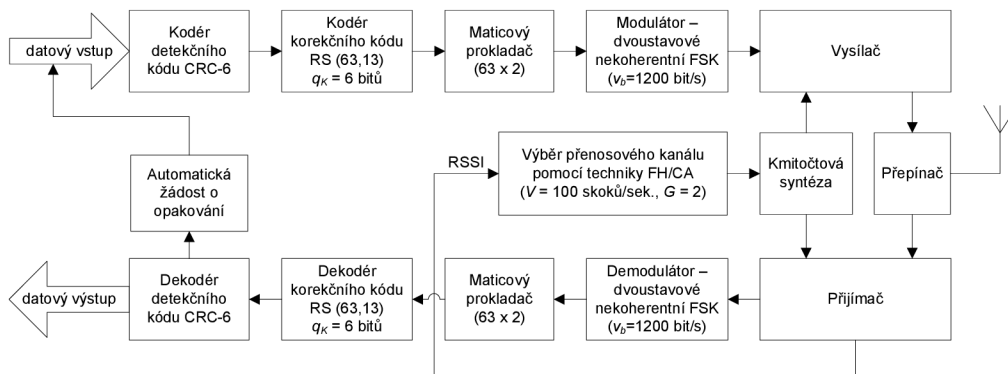 datový vstup
Kodér
detekčního
kódu CRC-6
Kodér
korekčního kódu
RS (63,13)
qK = 6 bitů
Maticový
prokladač
(63 x 2)
Modulátor –
dvoustavové
nekoherentní FSK
(vb=1200 bit/s)
Vysílač
Automatická
žádost o
opakování
RSSI
Výběr přenosového kanálu
pomocí techniky FH/CA
(V = 100 skoků/sek., G = 2)
Kmitočtová
syntéza
Přepínač
datový výstup
Dekodér
detekčního
kódu CRC-6
Dekodér
korekčního kódu
RS (63,13)
qK = 6 bitů
Maticový
prokladač
(63 x 2)
Demodulátor –
dvoustavové
nekoherentní FSK
(vb=1200 bit/s)
Přijímač